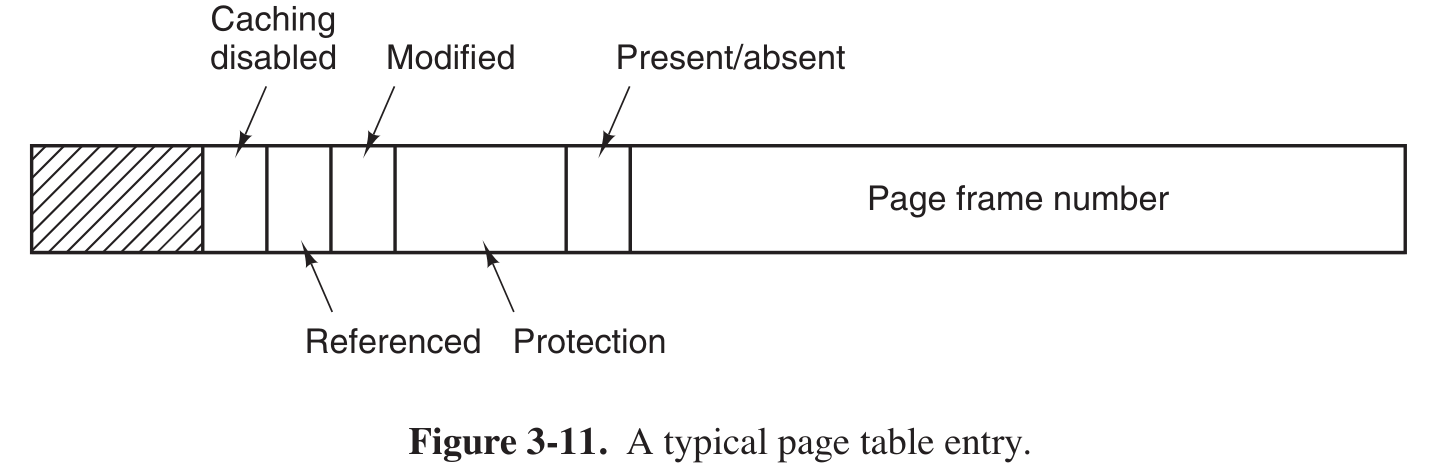 Caching
disabled
Modified
Present/absent
Page frame number
Referenced
Protection
Figure 3-11. A typical page table entry.